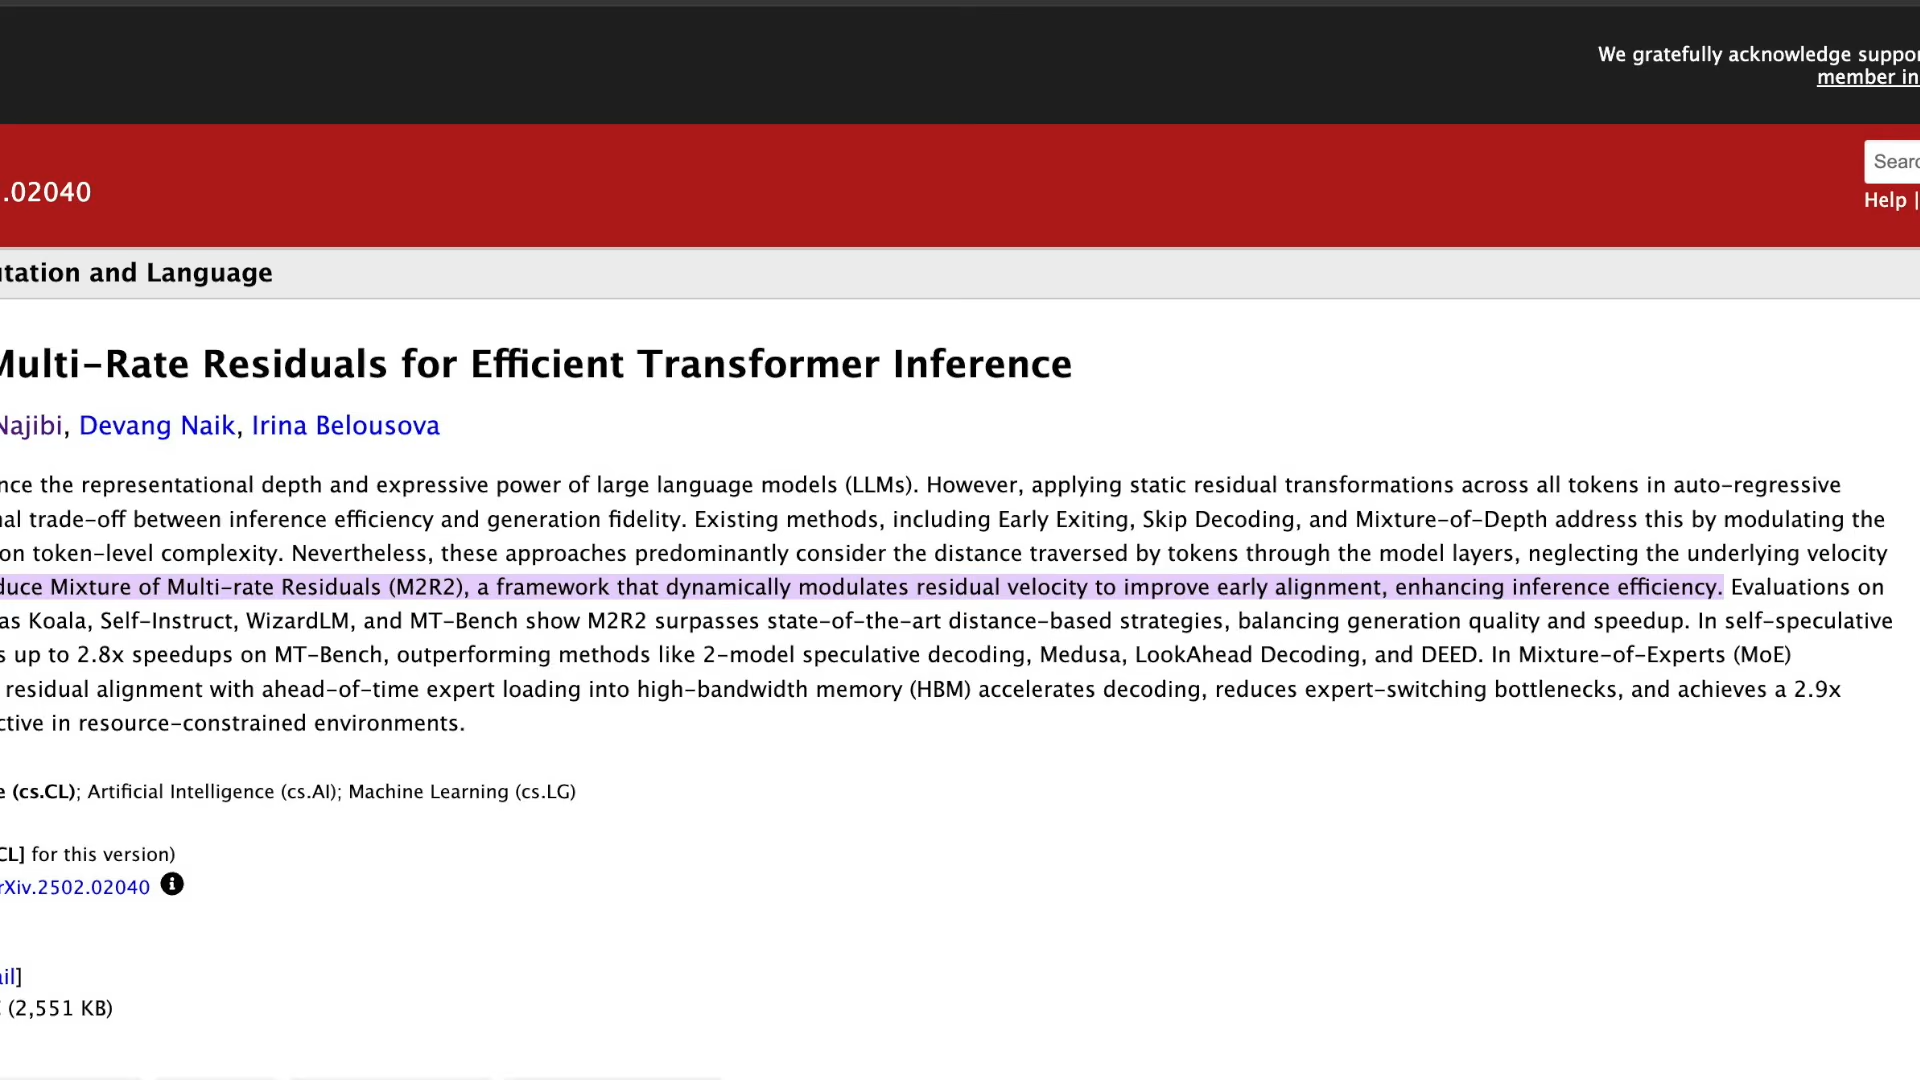 We gratefully acknowledge suppor
member in
.02040
Searc
Help |
tation and Language
Multi-Rate Residuals for Efficient Transformer Inference
Najibi, Devang Naik, Irina Belousova
nce the representational depth and expressive power of large language models (LLMs). However, applying static residual transformations across all tokens in auto-regressive
nal trade-off between inference efficiency and generation fidelity. Existing methods, including Early Exiting, Skip Decoding, and Mixture-of-Depth address this by modulating the
on token-level complexity. Nevertheless, these approaches predominantly consider the distance traversed by tokens through the model layers, neglecting the underlying velocity
duce Mixture of Multi-rate Residuals (M2R2), a framework that dynamically modulates residual velocity to improve early alignment, enhancing inference efficiency. Evaluations on
as Koala, Self-Instruct, WizardLM, and MT-Bench show M2R2 surpasses state-of-the-art distance-based strategies, balancing generation quality and speedup. In self-speculative
s up to 2.8x speedups on MT-Bench, outperforming methods like 2-model speculative decoding, Medusa, LookAhead Decoding, and DEED. In Mixture-of-Experts (MoE)
residual alignment with ahead-of-time expert loading into high-bandwidth memory (HBM) accelerates decoding, reduces expert-switching bottlenecks, and achieves a 2.9x
ctive in resource-constrained environments.
e (cs.CL); Artificial Intelligence (cs.AI); Machine Learning (cs.LG)
CL] for this version)
rXiv.2502.02040
ail]
(2,551 KB)